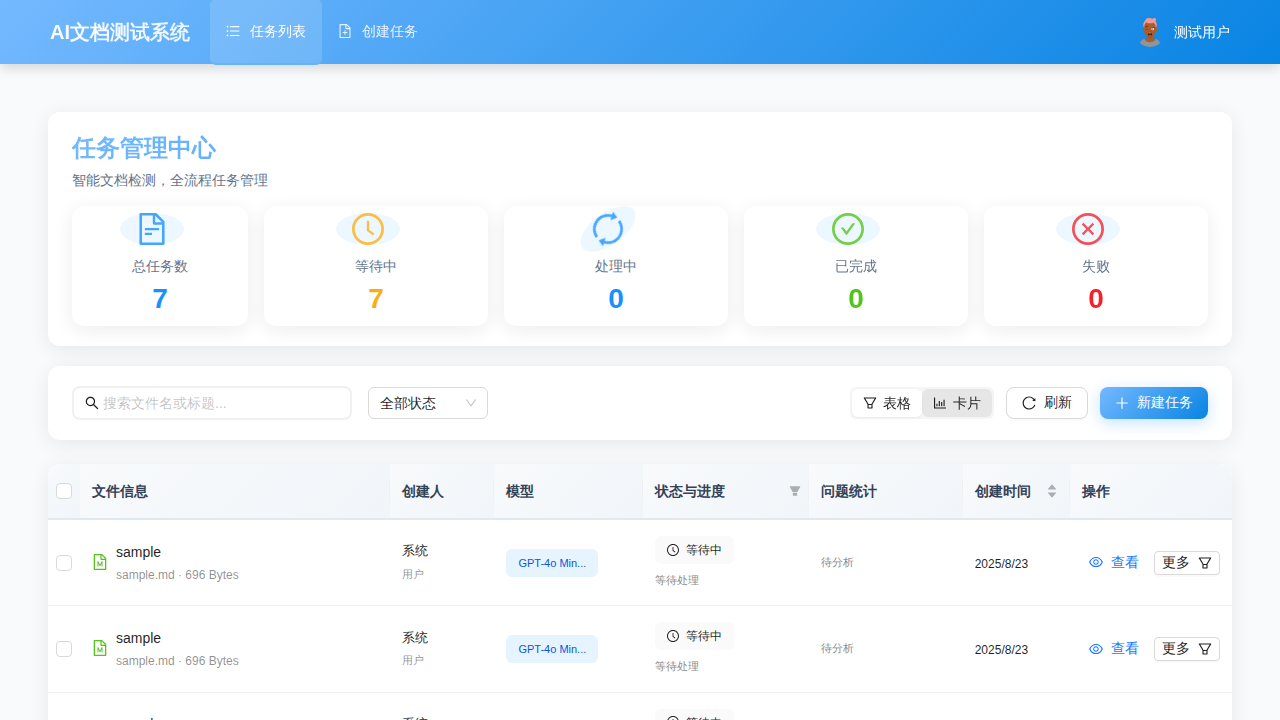 AI文档测试系统
任务列表
创建任务
测试用户
任务管理中心
智能文档检测，全流程任务管理
总任务数
7
等待中
7
处理中
0
已完成
0
失败
0
搜索文件名或标题...
全部状态
表格
卡片
刷新
新建任务
文件信息
创建人
模型
状态与进度
问题统计
创建时间
操作
sample
sample.md · 696 Bytes
系统
用户
GPT-4o Min...
等待中
等待处理
待分析
2025/8/23
查看
更多
sample
sample.md · 696 Bytes
系统
用户
GPT-4o Min...
等待中
等待处理
待分析
2025/8/23
查看
更多